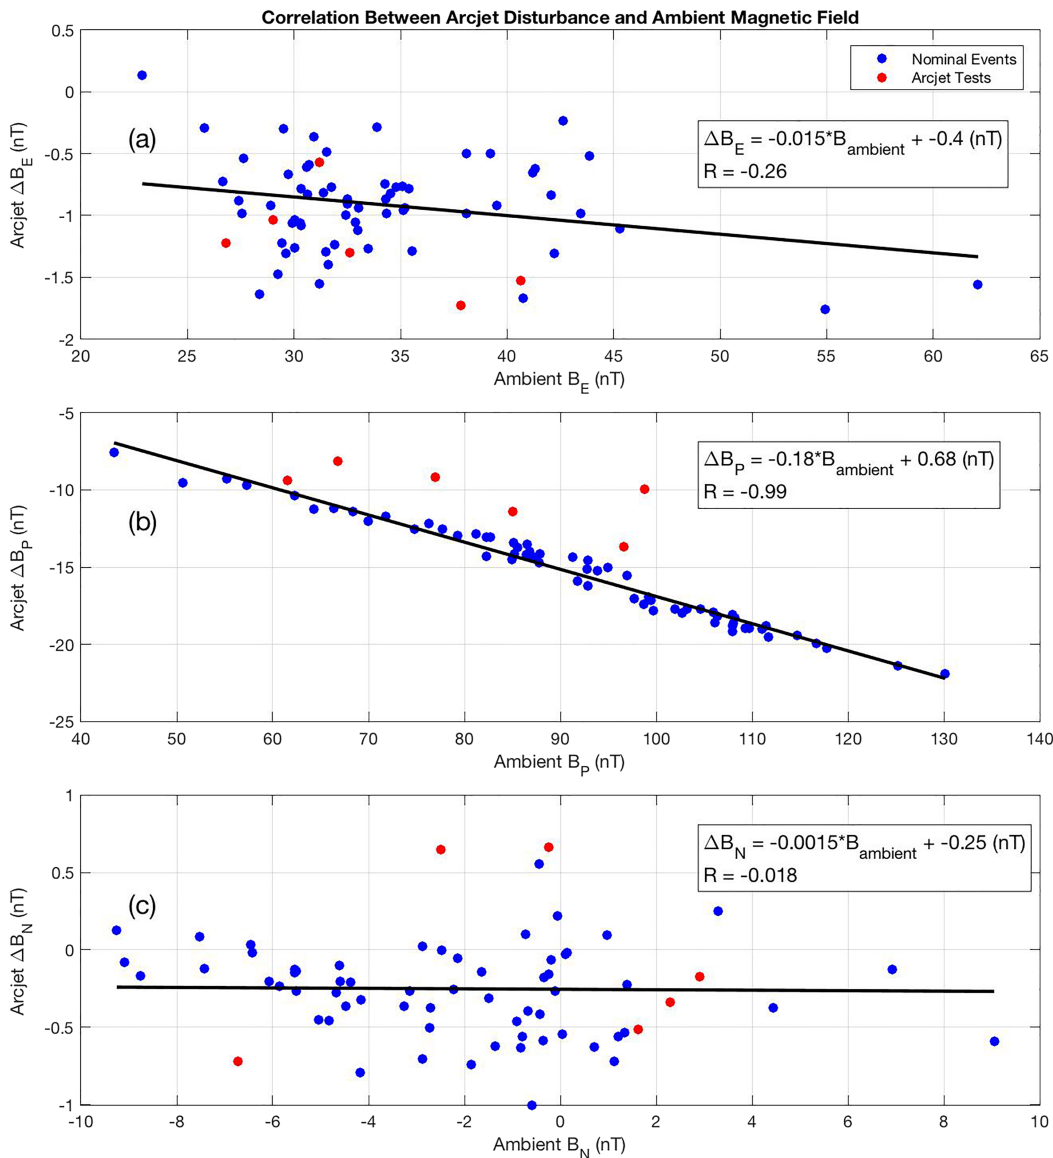 Correlation Between Arcjet Disturbance and Ambient Magnetic Field
0.5
0
-0.5
-1
-1.5
-2
Arcjet ΔB_E (nT)
(a)
Nominal Events
Arcjet Tests
ΔB_E = -0.015*B_ambient + -0.4 (nT)
R = -0.26
20 25 30 35 40 45 50 55 60 65
Ambient B_E (nT)
-5
-10
-15
-20
-25
Arcjet ΔB_P (nT)
(b)
ΔB_P = -0.18*B_ambient + 0.68 (nT)
R = -0.99
40 50 60 70 80 90 100 110 120 130 140
Ambient B_P (nT)
1
0.5
0
-0.5
-1
Arcjet ΔB_N (nT)
(c)
ΔB_N = -0.0015*B_ambient + -0.25 (nT)
R = -0.018
-10 -8 -6 -4 -2 0 2 4 6 8 10
Ambient B_N (nT)